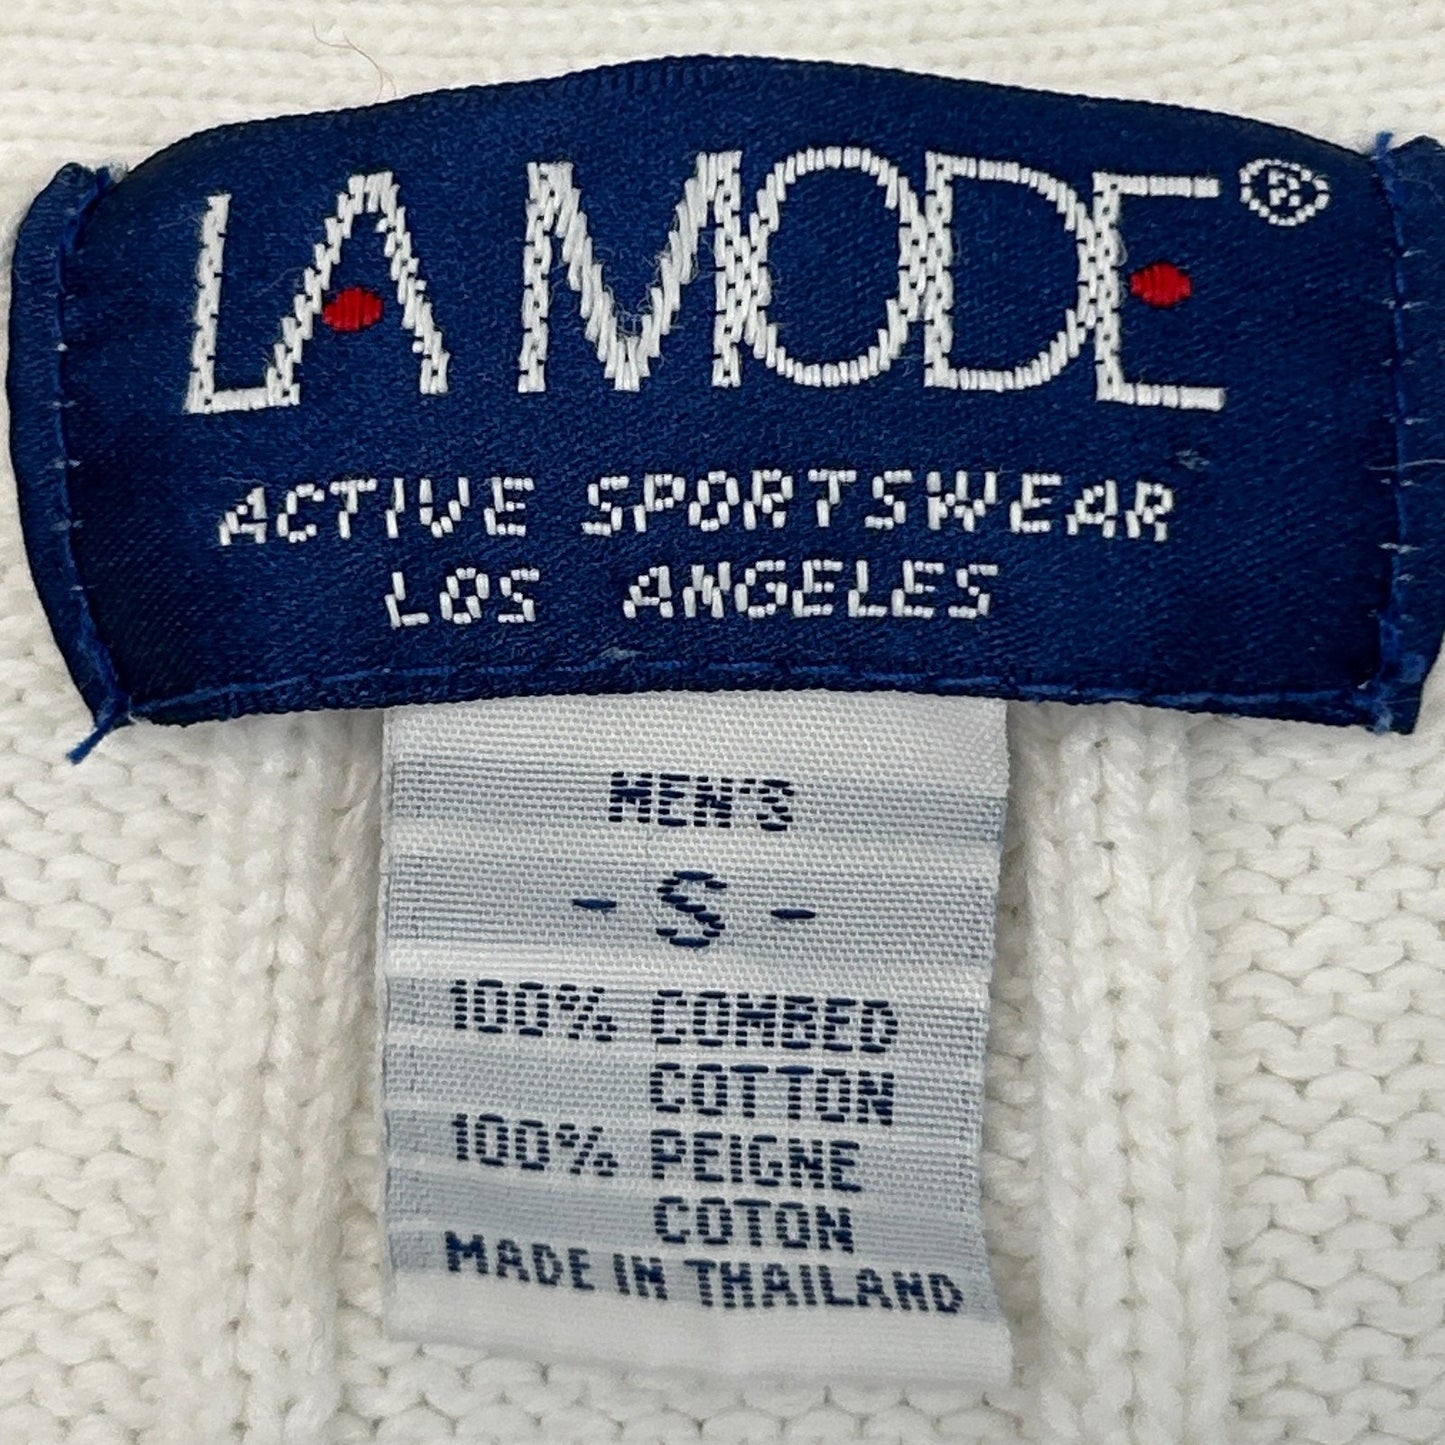 LA MODE®
ACTIVE SPORTSWEAR
LOS ANGELES
MEN'S
- S -
100% COMBED
COTTON
100% PEIGNE
COTON
MADE IN THAILAND